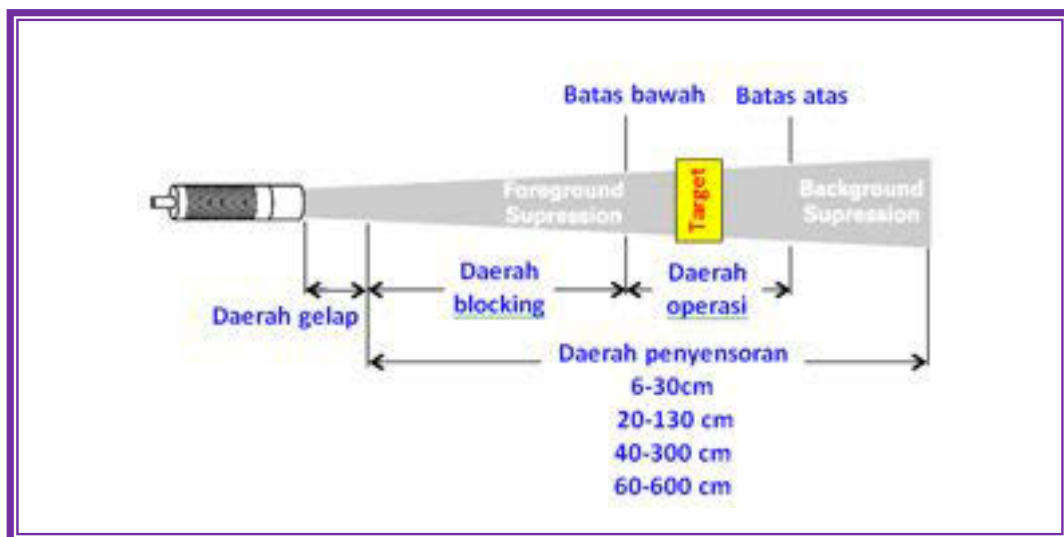 Batas bawah
Batas atas
Foreground
Supression
Target
Background
Supression
Daerah gelap
Daerah
blocking
Daerah
operasi
Daerah penyensoran
6-30cm
20-130 cm
40-300 cm
60-600 cm